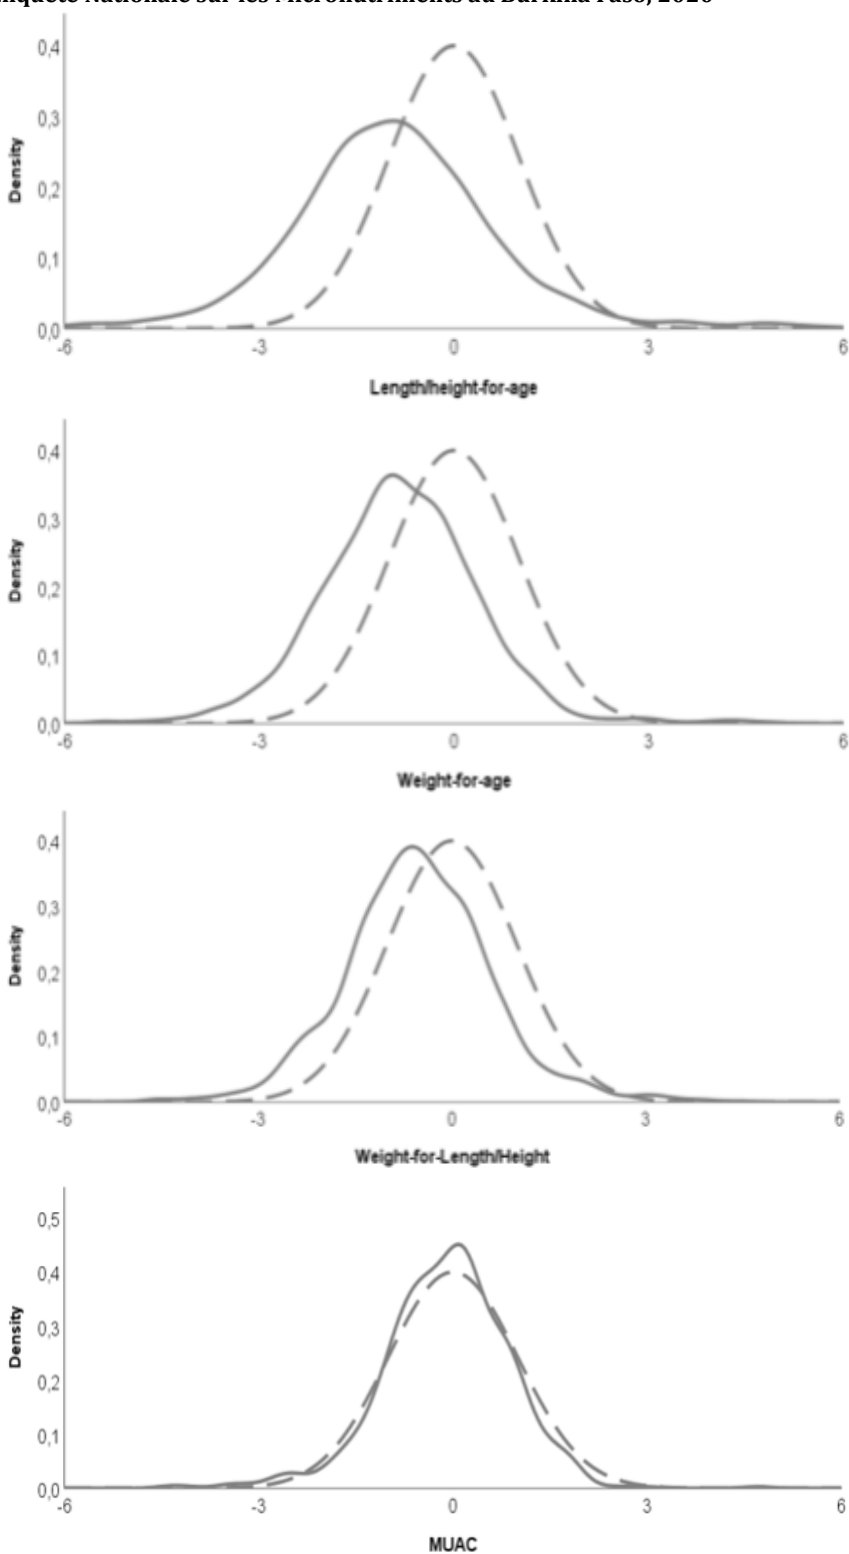 Nationale sur les Micronutriments au Burkina Faso, 2020
0,4
0,3
0,2
0,1
0,0
Density
-6 -3 0 3 6
Length/height-for-age
0,4
0,3
0,2
0,1
0,0
Density
-6 -3 0 3 6
Weight-for-age
0,4
0,3
0,2
0,1
0,0
Density
-6 -3 0 3 6
Weight-for-Length/Height
0,5
0,4
0,3
0,2
0,1
0,0
Density
-6 -3 0 3 6
MUAC